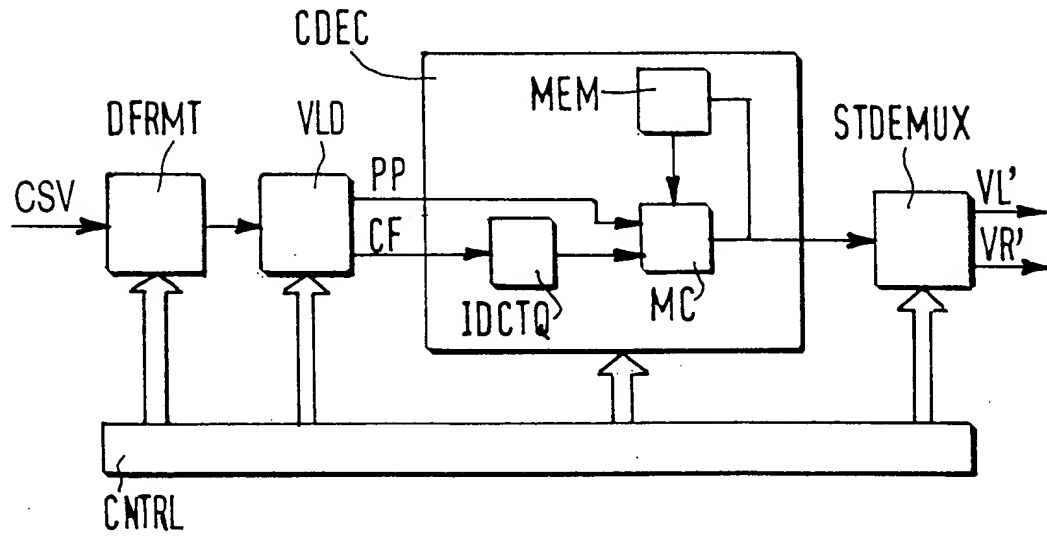 CDEC
MEM
DFRMT
VLD
STDEMUX
PP
VL'
CSV
CF
VR'
IDCTQ
MC
CNTRL